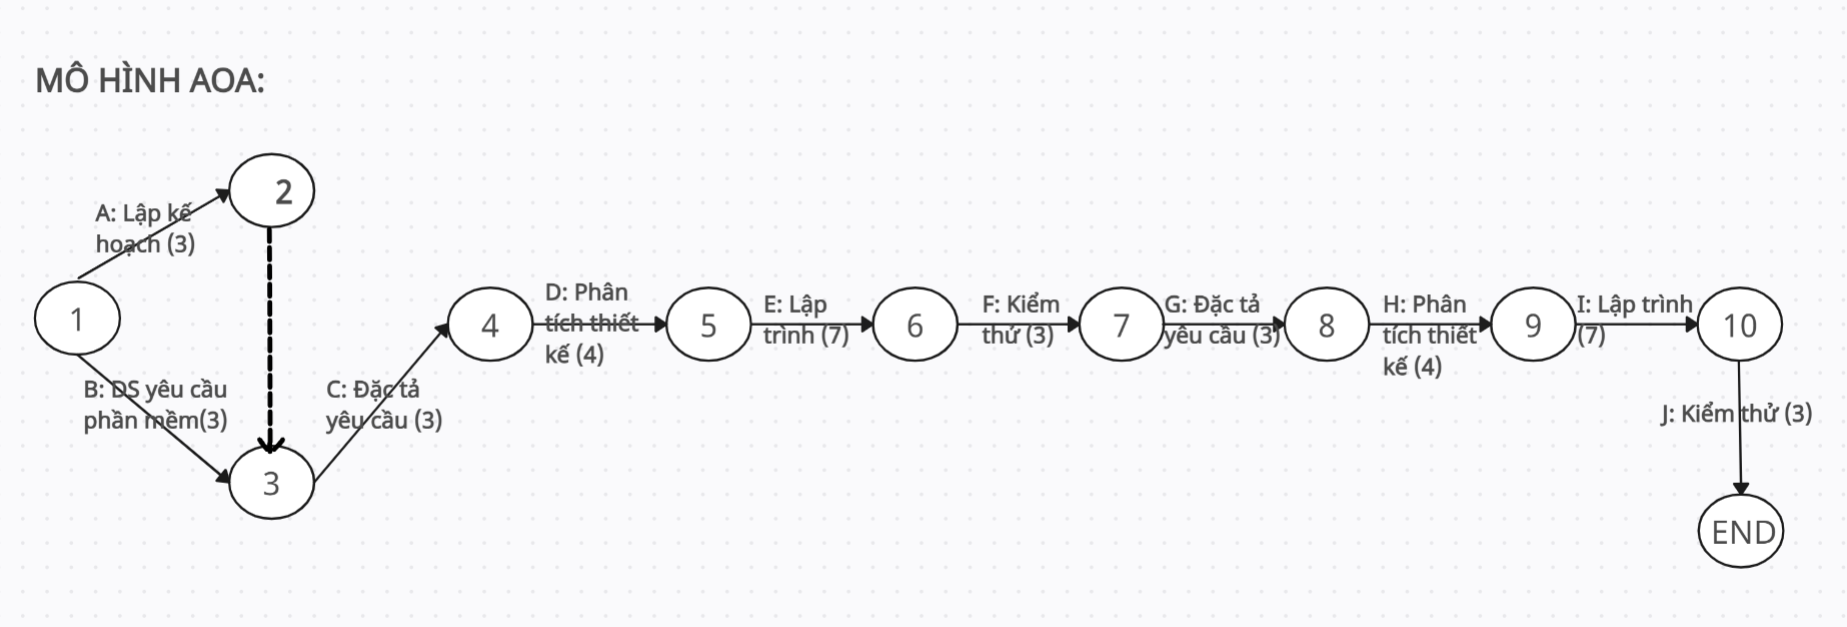 MÔ HÌNH AOA:
2
A: Lập kế
hoạch (3)
1
B: DS yêu cầu
phần mềm(3)
3
C: Đặc tả
yêu cầu (3)
4
D: Phân
tích thiết
kế (4)
5
E: Lập
trình (7)
6
F: Kiểm
thử (3)
7
G: Đặc tả
yêu cầu (3)
8
H: Phân
tích thiết
kế (4)
9
I: Lập trình
(7)
10
J: Kiểm thử (3)
END